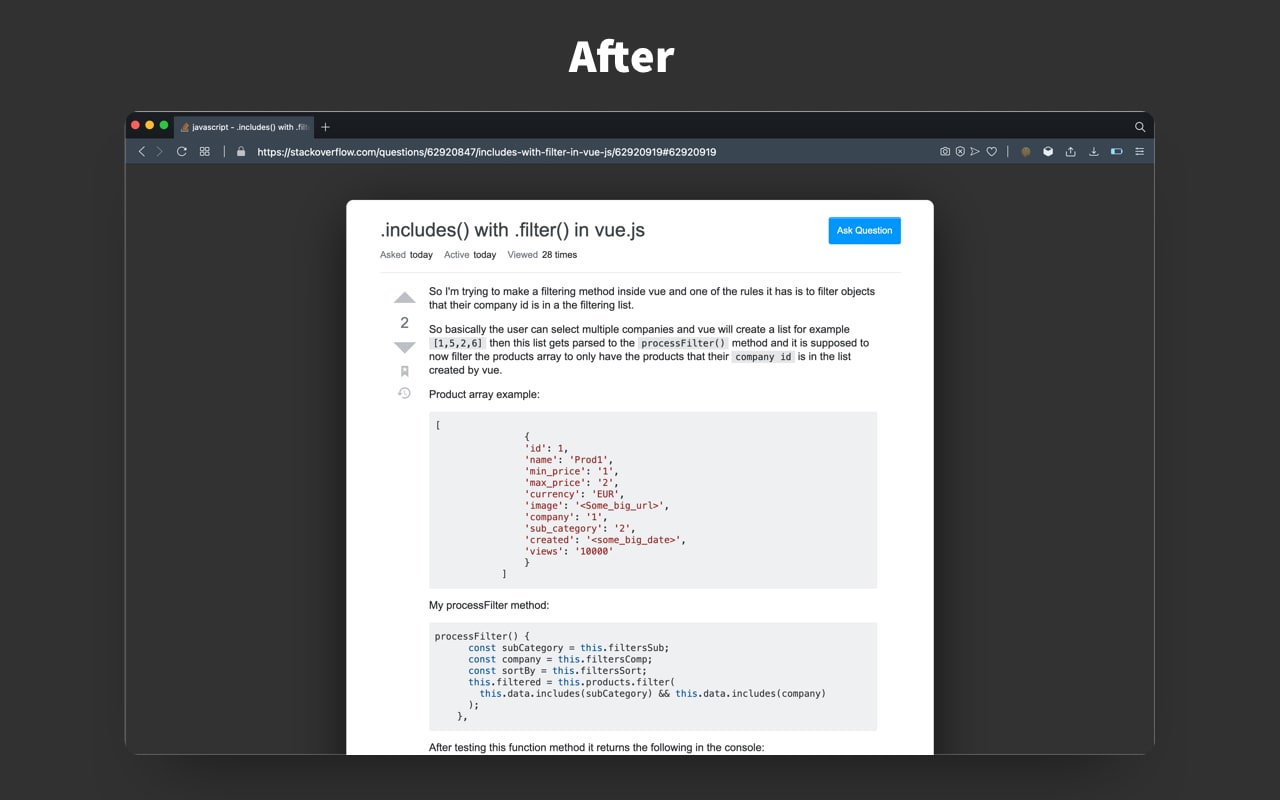 After
javascript - .includes() with .filt
https://stackoverflow.com/questions/62920847/includes-with-filter-in-vue-js/62920919#62920919
.includes() with .filter() in vue.js
Ask Question
Asked today Active today Viewed 28 times
So I'm trying to make a filtering method inside vue and one of the rules it has is to filter objects
that their company id is in a the filtering list.
2
So basically the user can select multiple companies and vue will create a list for example
[1,5,2,6] then this list gets parsed to the processFilter() method and it is supposed to
now filter the products array to only have the products that their company id is in the list
created by vue.
Product array example:
[
{
'id': 1,
'name': 'Prod1',
'min_price': '1',
'max_price': '2',
'currency': 'EUR',
'image': '<Some_big_url>',
'company': '1',
'sub_category': '2',
'created': '<some_big_date>',
'views': '10000'
}
]
My processFilter method:
processFilter() {
const subCategory = this.filtersSub;
const company = this.filtersComp;
const sortBy = this.filtersSort;
this.filtered = this.products.filter(
this.data.includes(subCategory) && this.data.includes(company)
);
},
After testing this function method it returns the following in the console: